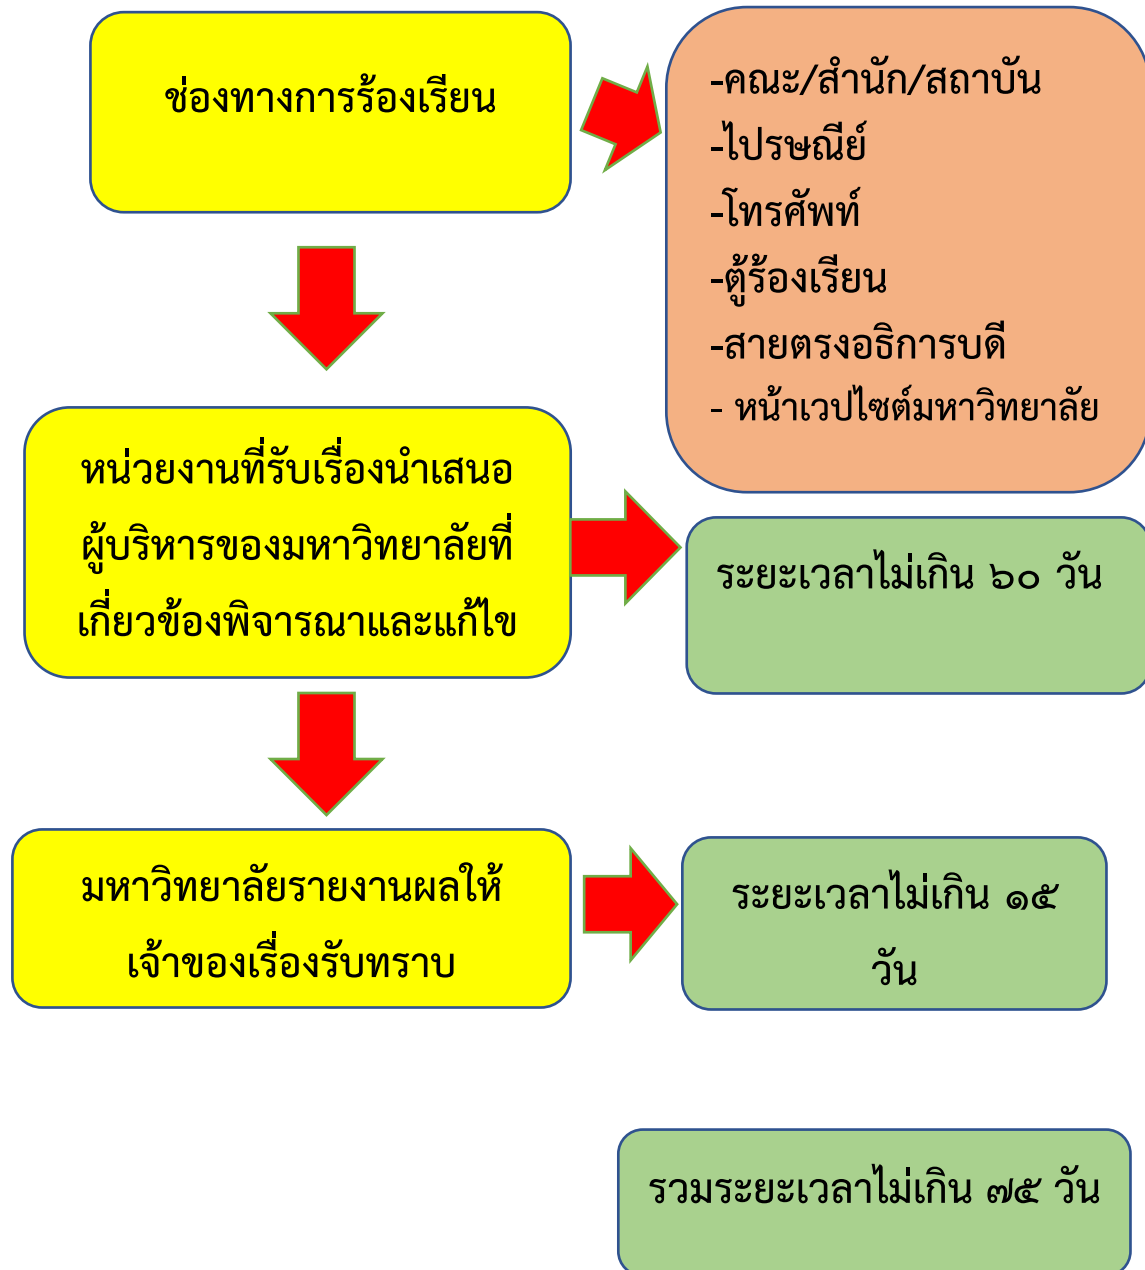 ช่องทางการร้องเรียน
-คณะ/สำนัก/สถาบัน
-ไปรษณีย์
-โทรศัพท์
-ตู้ร้องเรียน
-สายตรงอธิการบดี
- หน้าเวปไซต์มหาวิทยาลัย
หน่วยงานที่รับเรื่องนำเสนอ
ผู้บริหารของมหาวิทยาลัยที่
เกี่ยวข้องพิจารณาและแก้ไข
ระยะเวลาไม่เกิน ๖๐ วัน
มหาวิทยาลัยรายงานผลให้
เจ้าของเรื่องรับทราบ
ระยะเวลาไม่เกิน ๑๕
วัน
รวมระยะเวลาไม่เกิน ๗๕ วัน